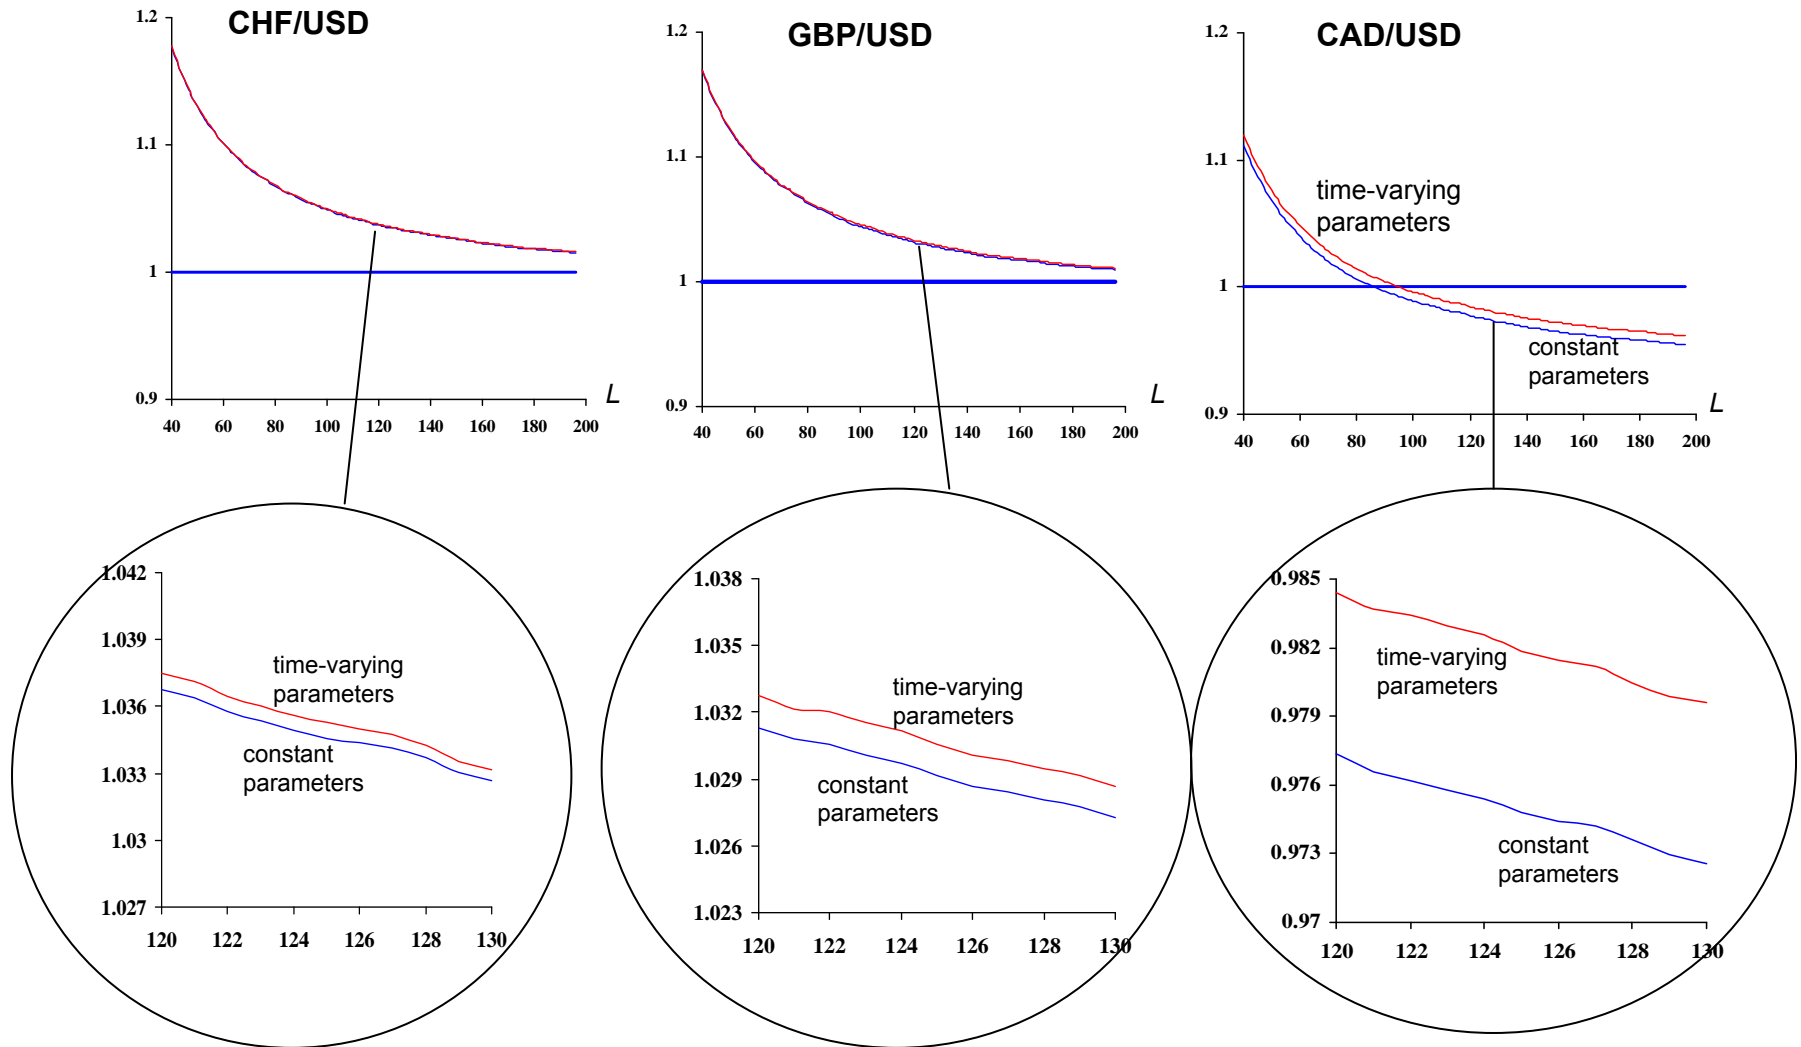 CHF/USD
1.2
1.1
1
0.9
40 60 80 100 120 140 160 180 200
L
GBP/USD
1.2
1.1
1
0.9
40 60 80 100 120 140 160 180 200
L
CAD/USD
1.2
1.1
1
0.9
time-varying
parameters
constant
parameters
40 60 80 100 120 140 160 180 200
L
1.042
1.039
1.036
1.033
1.03
1.027
time-varying
parameters
constant
parameters
120 122 124 126 128 130
1.038
1.035
1.032
1.029
1.026
1.023
time-varying
parameters
constant
parameters
120 122 124 126 128 130
0.985
0.982
0.979
0.976
0.973
0.97
time-varying
parameters
constant
parameters
120 122 124 126 128 130